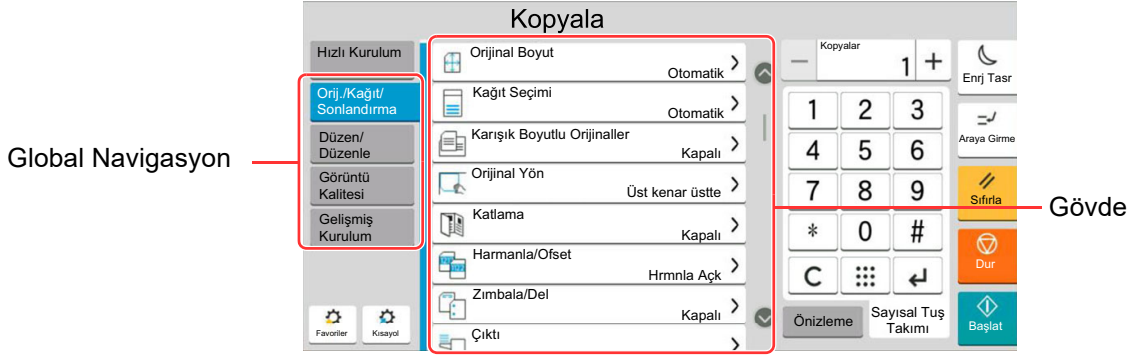 Kopyala
Global Navigasyon
Hızlı Kurulum
Orij./Kağıt/
Sonlandırma
Düzen/
Düzenle
Görüntü
Kalitesi
Gelişmiş
Kurulum
Favoriler
Kısayol
Orijinal Boyut
Otomatik
Kağıt Seçimi
Otomatik
Karışık Boyutlu Orijinaller
Kapalı
Orijinal Yön
Üst kenar üstte
Katlama
Kapalı
Harmanla/Ofset
Hrmnla Açk
Zımbala/Del
Kapalı
Çıktı
Kopyalar
− 1 +
1 2 3
4 5 6
7 8 9
* 0 #
C
Önizleme
Sayısal Tuş
Takımı
Enrj Tasr
Araya Girme
Sıfırla
Dur
Başlat
Gövde